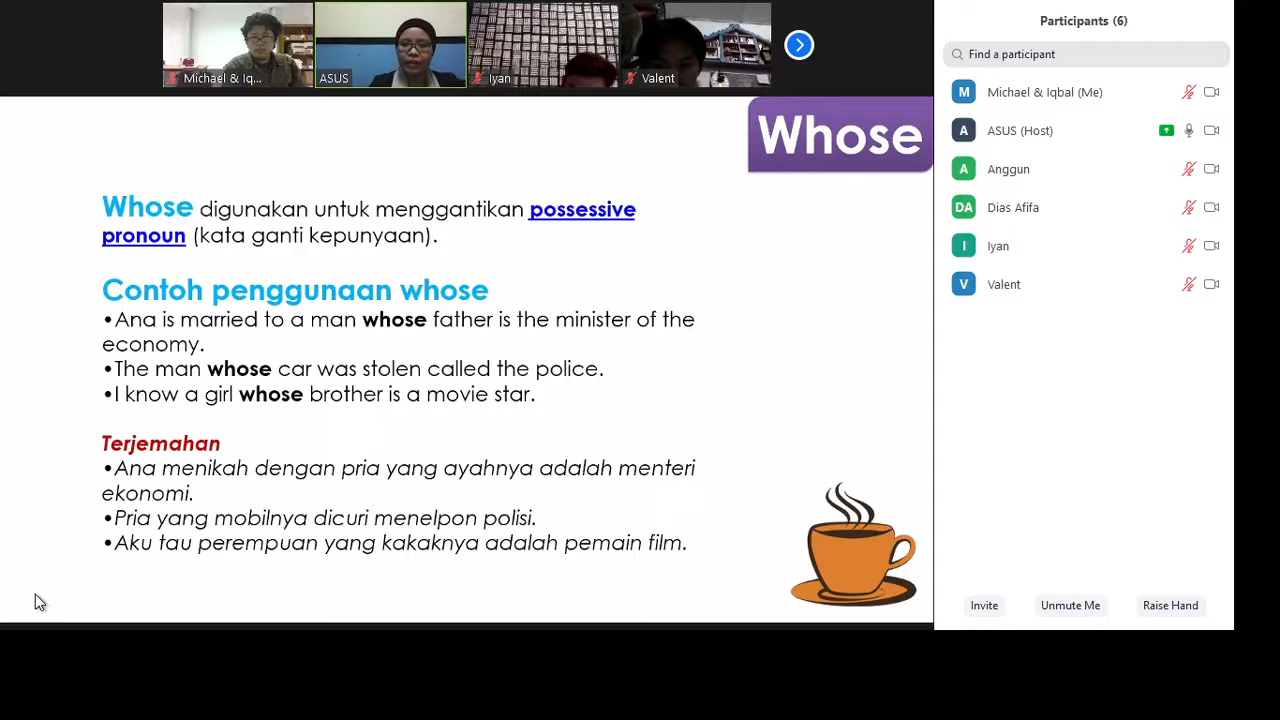 Michael & Iq...
ASUS
Iyan
Valent
Participants (6)
Find a participant
M Michael & Iqbal (Me)
A ASUS (Host)
A Anggun
DA Dias Afifa
I Iyan
V Valent
Invite Unmute Me Raise Hand
Whose
Whose digunakan untuk menggantikan possessive
pronoun (kata ganti kepunyaan).
Contoh penggunaan whose
•Ana is married to a man whose father is the minister of the
economy.
•The man whose car was stolen called the police.
•I know a girl whose brother is a movie star.
Terjemahan
•Ana menikah dengan pria yang ayahnya adalah menteri
ekonomi.
•Pria yang mobilnya dicuri menelpon polisi.
•Aku tau perempuan yang kakaknya adalah pemain film.